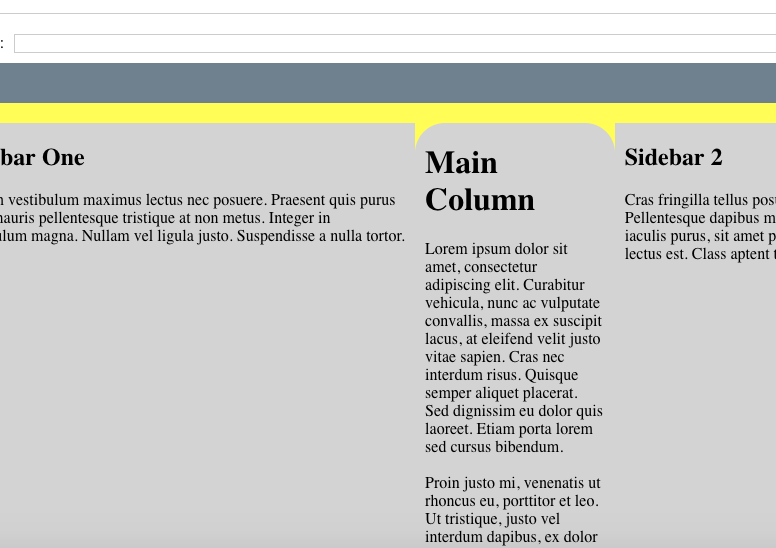 :
bar One
vestibulum maximus lectus nec posuere. Praesent quis purus
mauris pellentesque tristique at non metus. Integer in
magna. Nullam vel ligula justo. Suspendisse a nulla tortor.
Main
Column
Lorem ipsum dolor sit
amet, consectetur
adipiscing elit. Curabitur
vehicula, nunc ac vulputate
convallis, massa ex suscipit
lacus, at eleifend velit justo
vitae sapien. Cras nec
interdum risus. Quisque
semper aliquet placerat.
Sed dignissim eu dolor quis
laoreet. Etiam porta lorem
sed cursus bibendum.
Proin justo mi, venenatis ut
rhoncus eu, porttitor et leo.
Ut tristique, justo vel
interdum dapibus, ex dolor
Sidebar 2
Cras fringilla tellus pos
Pellentesque dapibus m
iaculis purus, sit amet p
lectus est. Class aptent t